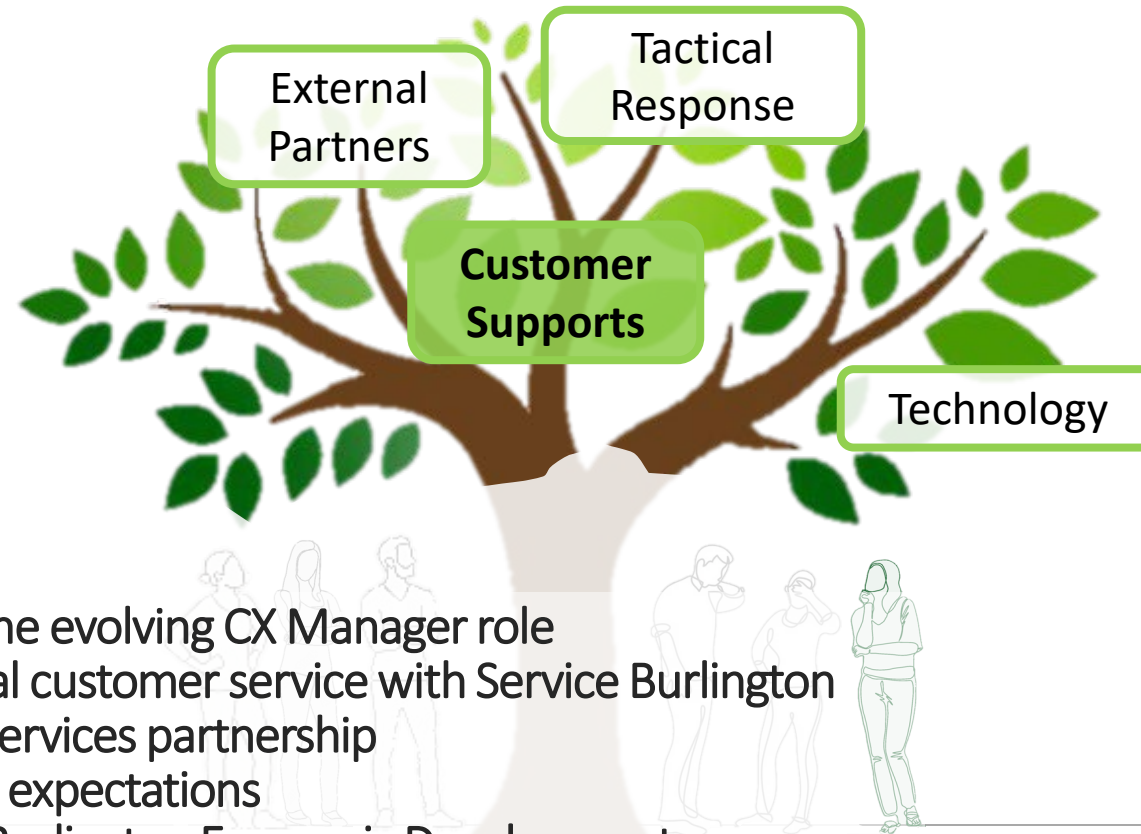 External
Partners
Tactical
Response
Customer
Supports
Technology
he evolving CX Manager role
al customer service with Service Burlington
ervices partnership
expectations